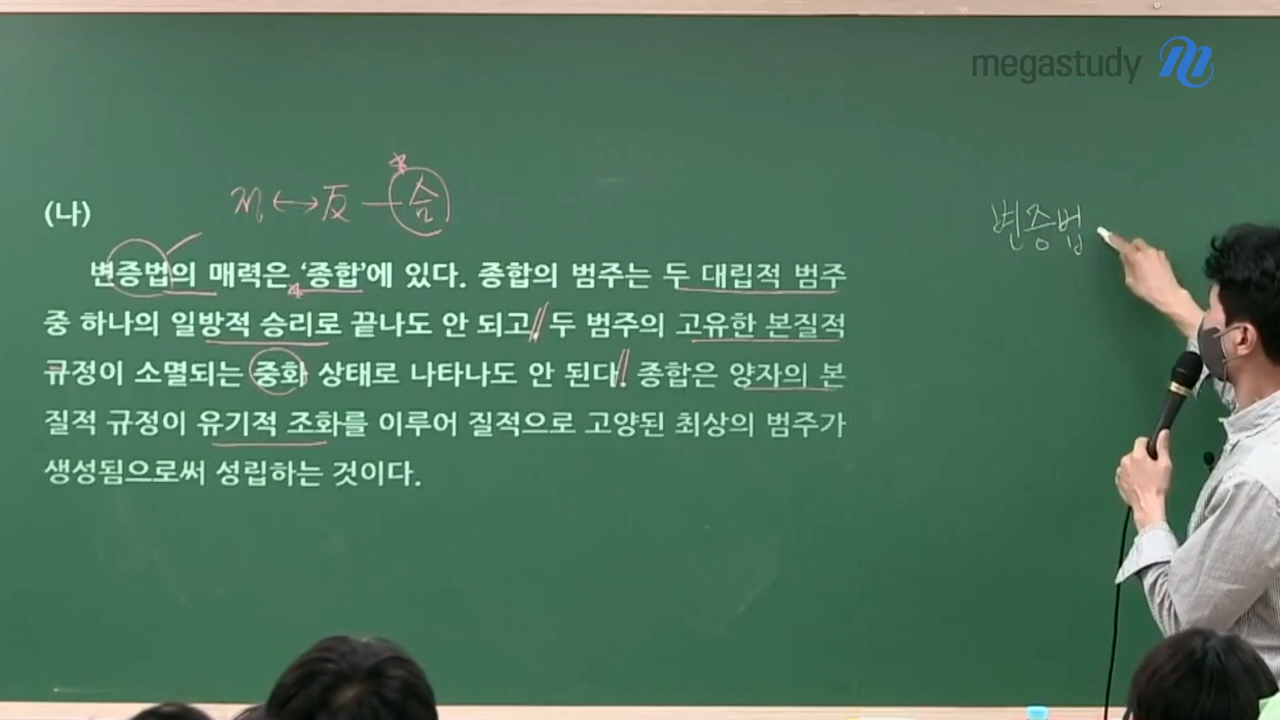 megastudy
(나)
正 ↔ 反 — 合
변증법
변증법의 매력은 ‘종합’에 있다. 종합의 범주는 두 대립적 범주
중 하나의 일방적 승리로 끝나도 안 되고, 두 범주의 고유한 본질적
규정이 소멸되는 중화 상태로 나타나도 안 된다. 종합은 양자의 본
질적 규정이 유기적 조화를 이루어 질적으로 고양된 최상의 범주가
생성됨으로써 성립하는 것이다.